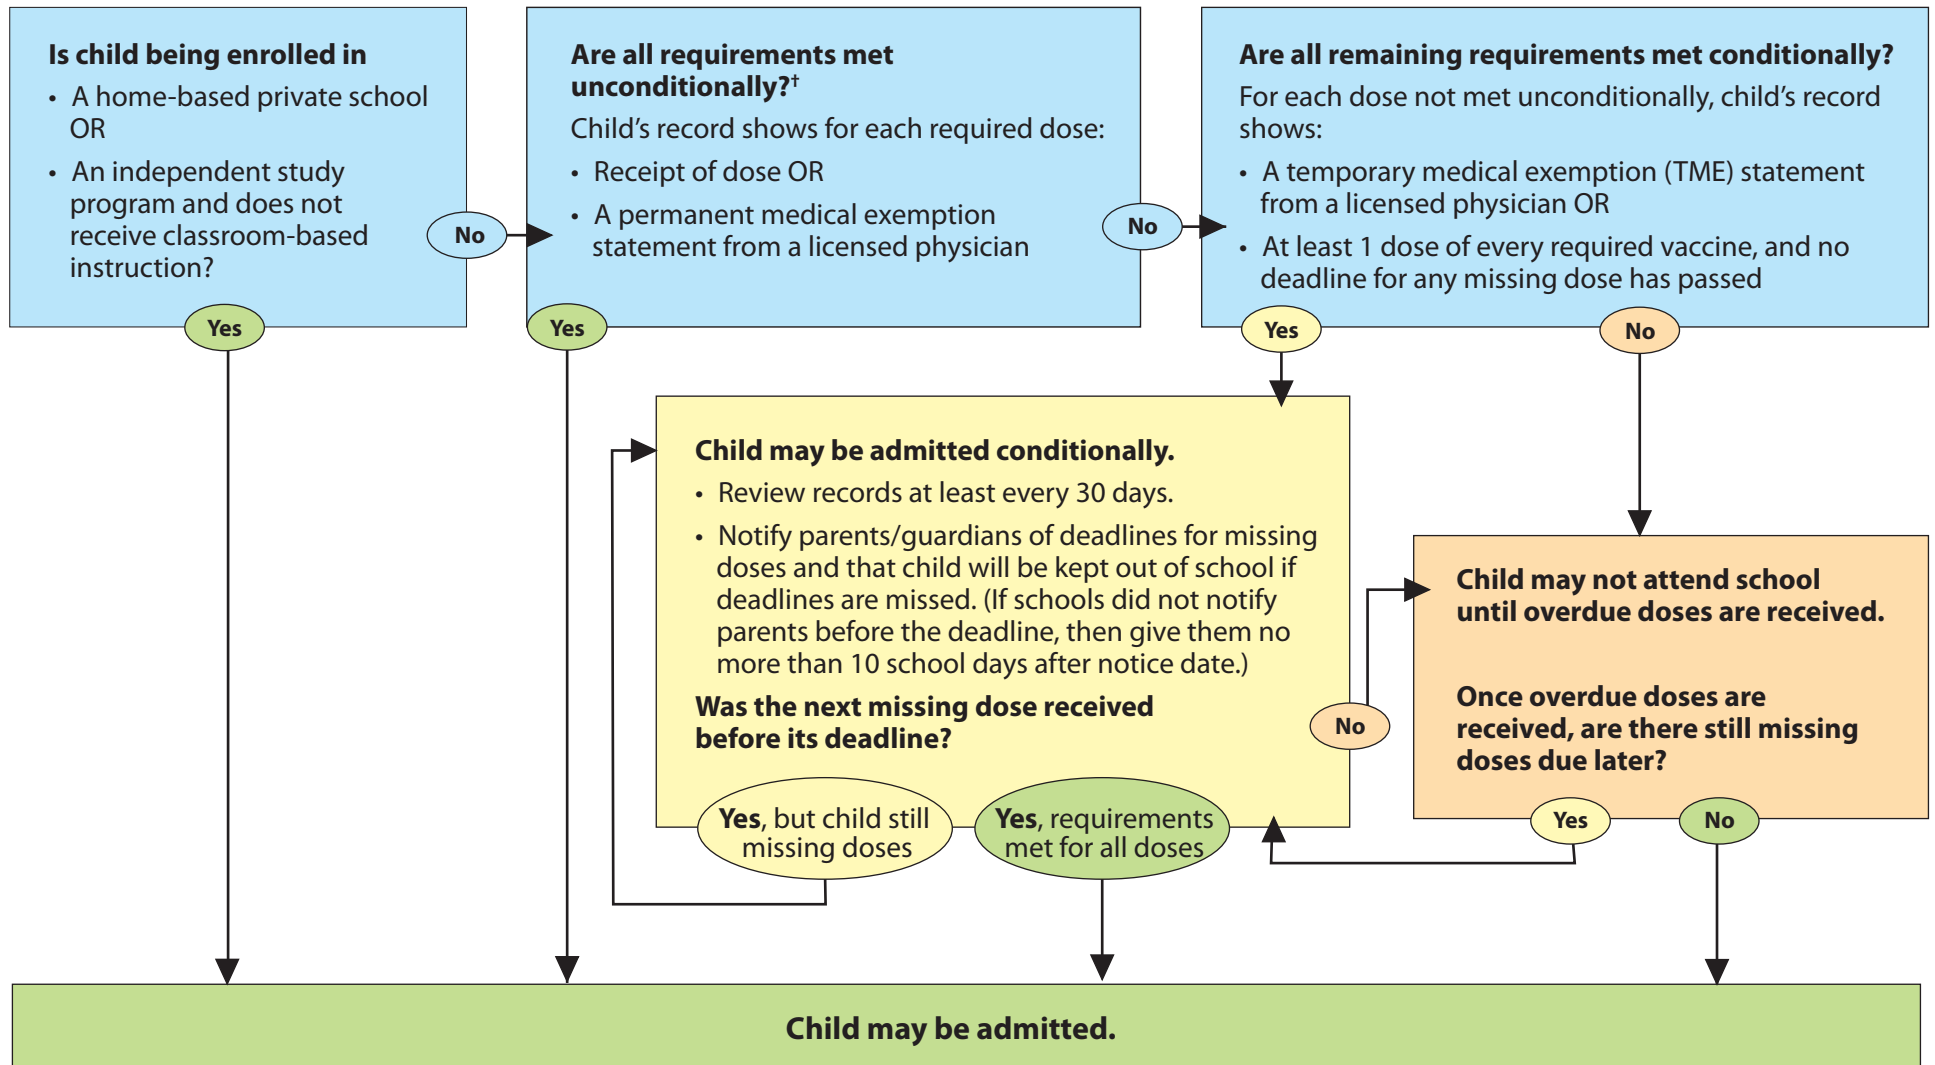 Is child being enrolled in
• A home-based private school
OR
• An independent study
program and does not
receive classroom-based
instruction?
No
Yes
Are all requirements met
unconditionally?†
Child’s record shows for each required dose:
• Receipt of dose OR
• A permanent medical exemption
statement from a licensed physician
No
Yes
Are all remaining requirements met conditionally?
For each dose not met unconditionally, child’s record
shows:
• A temporary medical exemption (TME) statement
from a licensed physician OR
• At least 1 dose of every required vaccine, and no
deadline for any missing dose has passed
Yes
No
Child may be admitted conditionally.
• Review records at least every 30 days.
• Notify parents/guardians of deadlines for missing
doses and that child will be kept out of school if
deadlines are missed. (If schools did not notify
parents before the deadline, then give them no
more than 10 school days after notice date.)
Was the next missing dose received
before its deadline?
No
Yes, but child still
missing doses
Yes, requirements
met for all doses
Child may not attend school
until overdue doses are received.
Once overdue doses are
received, are there still missing
doses due later?
Yes
No
Child may be admitted.